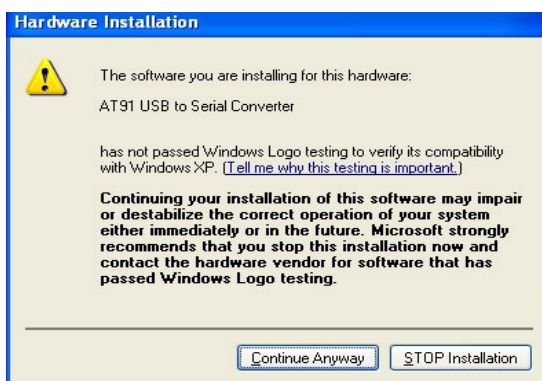 Hardware Installation
The software you are installing for this hardware:
AT91 USB to Serial Converter
has not passed Windows Logo testing to verify its compatibility
with Windows XP. (Tell me why this testing is important.)
Continuing your installation of this software may impair
or destabilize the correct operation of your system
either immediately or in the future. Microsoft strongly
recommends that you stop this installation now and
contact the hardware vendor for software that has
passed Windows Logo testing.
Continue Anyway
STOP Installation